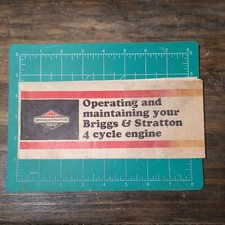 BRIGGS & STRATTON
Operating and
maintaining your
Briggs & Stratton
4 cycle engine